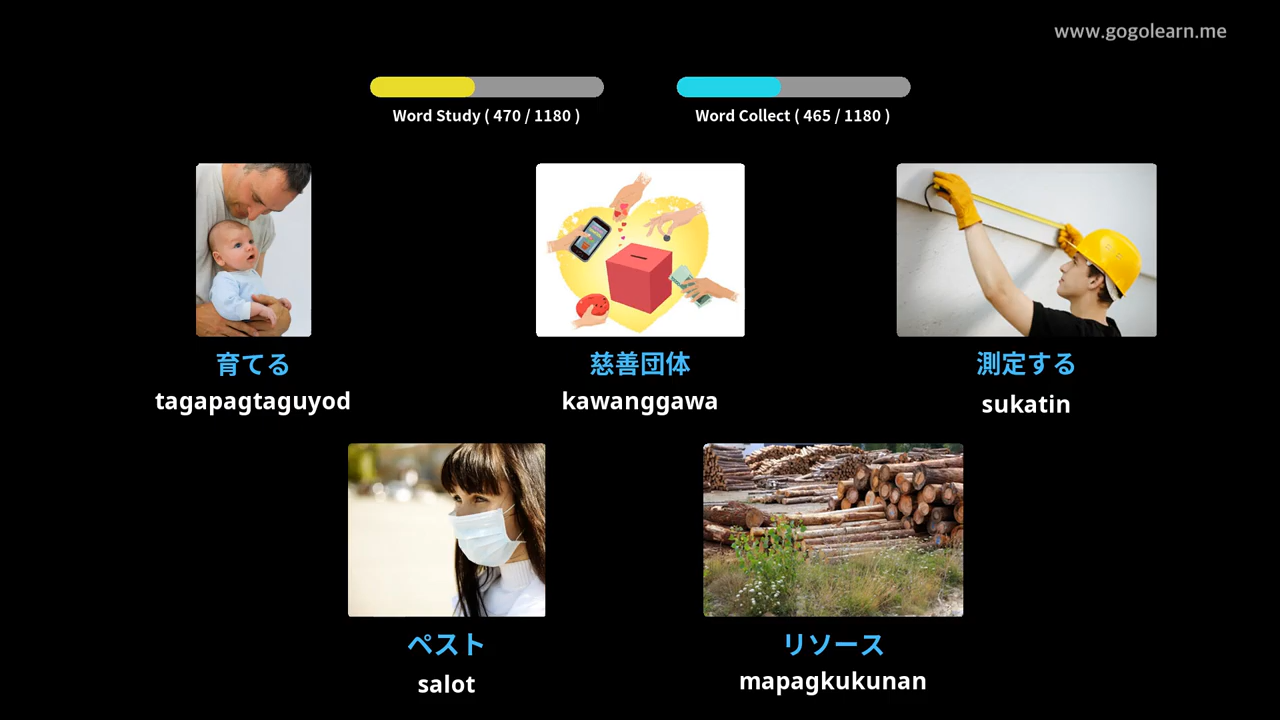 www.gogolearn.me
Word Study ( 470 / 1180 )
Word Collect ( 465 / 1180 )
育てる
tagapagtaguyod
慈善団体
kawanggawa
測定する
sukatin
ペスト
salot
リソース
mapagkukunan